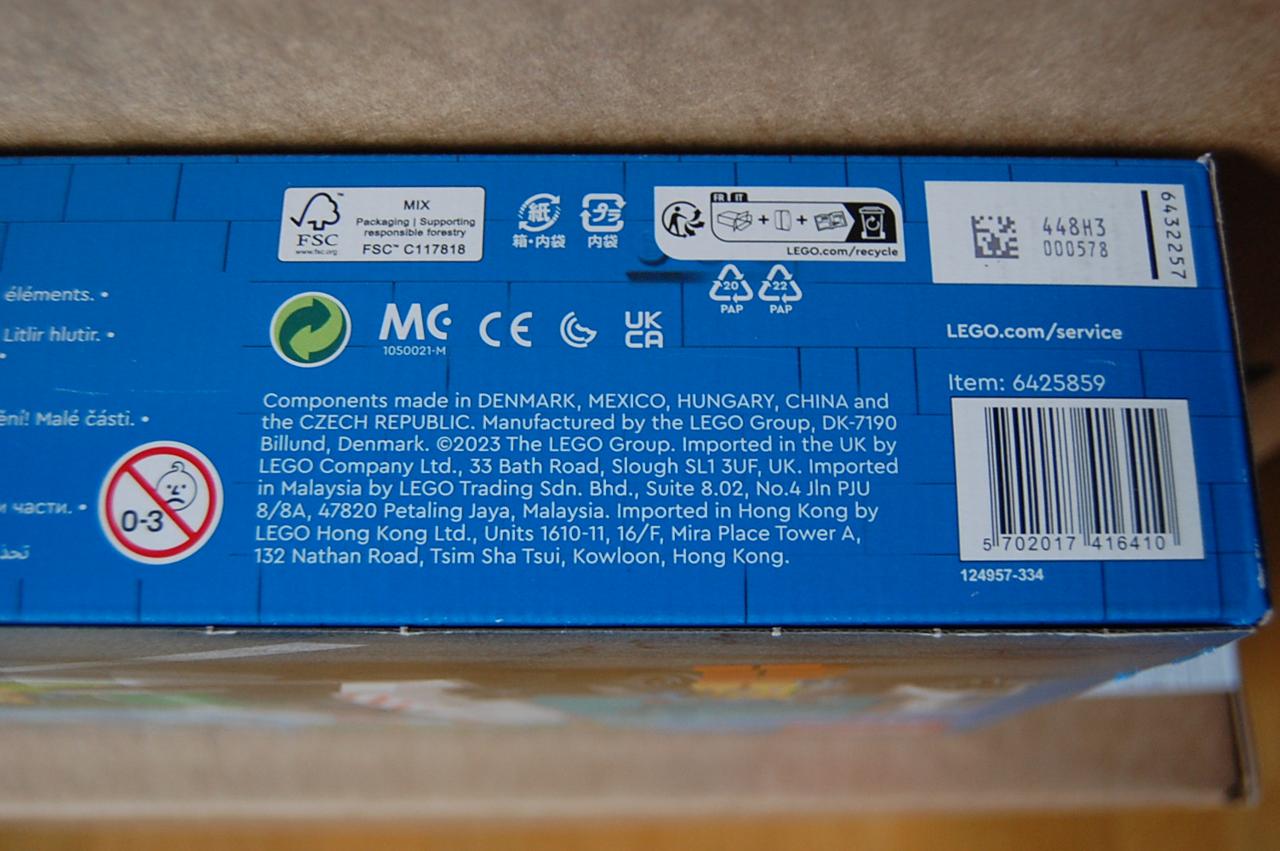 MIX
Packaging | Supporting
responsible forestry
FSC™ C117818
FSC
www.fsc.org
紙
箱・内袋
プラ
内袋
FR IT
LEGO.com/recycle
20
PAP
22
PAP
448H3
000578
6432257
éléments. •
Litlir hlutir. •
ění! Malé části. •
и части. •
تحذ
0-3
MC
1050021-M
CE
UK
CA
LEGO.com/service
Item: 6425859
Components made in DENMARK, MEXICO, HUNGARY, CHINA and
the CZECH REPUBLIC. Manufactured by the LEGO Group, DK-7190
Billund, Denmark. ©2023 The LEGO Group. Imported in the UK by
LEGO Company Ltd., 33 Bath Road, Slough SL1 3UF, UK. Imported
in Malaysia by LEGO Trading Sdn. Bhd., Suite 8.02, No.4 Jln PJU
8/8A, 47820 Petaling Jaya, Malaysia. Imported in Hong Kong by
LEGO Hong Kong Ltd., Units 1610-11, 16/F, Mira Place Tower A,
132 Nathan Road, Tsim Sha Tsui, Kowloon, Hong Kong.
5 702017 416410
124957-334